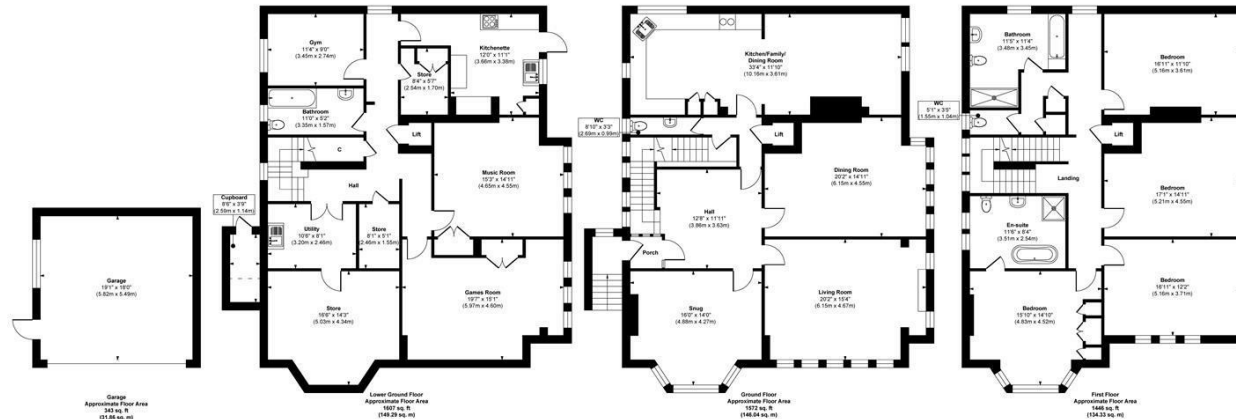 Garage
19'1" x 18'0"
(5.82m x 5.49m)
Garage
Approximate Floor Area
343 sq. ft
(31.86 sq. m)
Gym
11'4" x 9'0"
(3.45m x 2.74m)
Kitchenette
12'0" x 11'1"
(3.66m x 3.38m)
Store
8'4" x 5'7"
(2.54m x 1.70m)
Bathroom
11'0" x 5'2"
(3.35m x 1.57m)
Lift
C
Music Room
15'3" x 14'11"
(4.65m x 4.55m)
Hall
Cupboard
8'6" x 3'9"
(2.59m x 1.14m)
Utility
10'6" x 8'1"
(3.20m x 2.46m)
Store
8'1" x 5'1"
(2.46m x 1.55m)
Games Room
19'7" x 15'1"
(5.97m x 4.60m)
Store
16'6" x 14'3"
(5.03m x 4.34m)
Lower Ground Floor
Approximate Floor Area
1607 sq. ft
(149.29 sq. m)
Kitchen/Family/
Dining Room
33'4" x 11'10"
(10.16m x 3.61m)
WC
8'10" x 3'3"
(2.69m x 0.99m)
Lift
Dining Room
20'2" x 14'11"
(6.15m x 4.55m)
Hall
12'8" x 11'11"
(3.86m x 3.63m)
Porch
Snug
16'0" x 14'0"
(4.88m x 4.27m)
Living Room
20'2" x 15'4"
(6.15m x 4.67m)
Ground Floor
Approximate Floor Area
1572 sq. ft
(146.04 sq. m)
Bathroom
11'5" x 11'4"
(3.48m x 3.45m)
Bedroom
16'11" x 11'10"
(5.16m x 3.61m)
WC
5'1" x 3'5"
(1.55m x 1.04m)
Lift
Landing
Bedroom
17'1" x 14'11"
(5.21m x 4.55m)
En-suite
11'6" x 8'4"
(3.51m x 2.54m)
Bedroom
16'11" x 12'2"
(5.16m x 3.71m)
Bedroom
15'10" x 14'10"
(4.83m x 4.52m)
First Floor
Approximate Floor Area
1446 sq. ft
(134.33 sq. m)